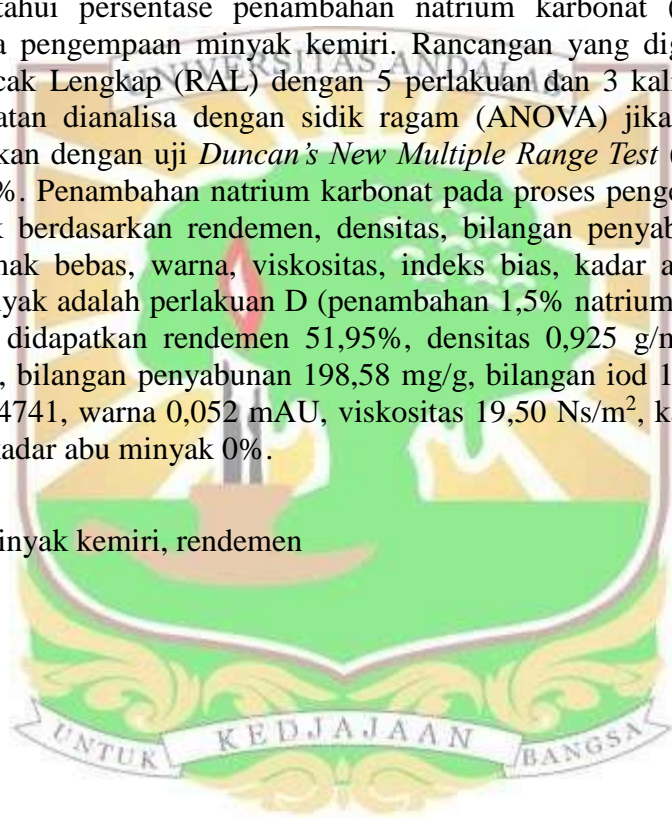 tahui persentase penambahan natrium karbonat (
a pengempaan minyak kemiri. Rancangan yang dig
UNIVERSITAS ANDALAS
cak Lengkap (RAL) dengan 5 perlakuan dan 3 kali
atan dianalisa dengan sidik ragam (ANOVA) jika
kan dengan uji Duncan's New Multiple Range Test (
%. Penambahan natrium karbonat pada proses penge
k berdasarkan rendemen, densitas, bilangan penyab
nak bebas, warna, viskositas, indeks bias, kadar a
nyak adalah perlakuan D (penambahan 1,5% natrium
didapatkan rendemen 51,95%, densitas 0,925 g/m
, bilangan penyabunan 198,58 mg/g, bilangan iod 1
4741, warna 0,052 mAU, viskositas 19,50 Ns/m², k
kadar abu minyak 0%.
inyak kemiri, rendemen
UNTUK KEDJAJAAN BANGSA